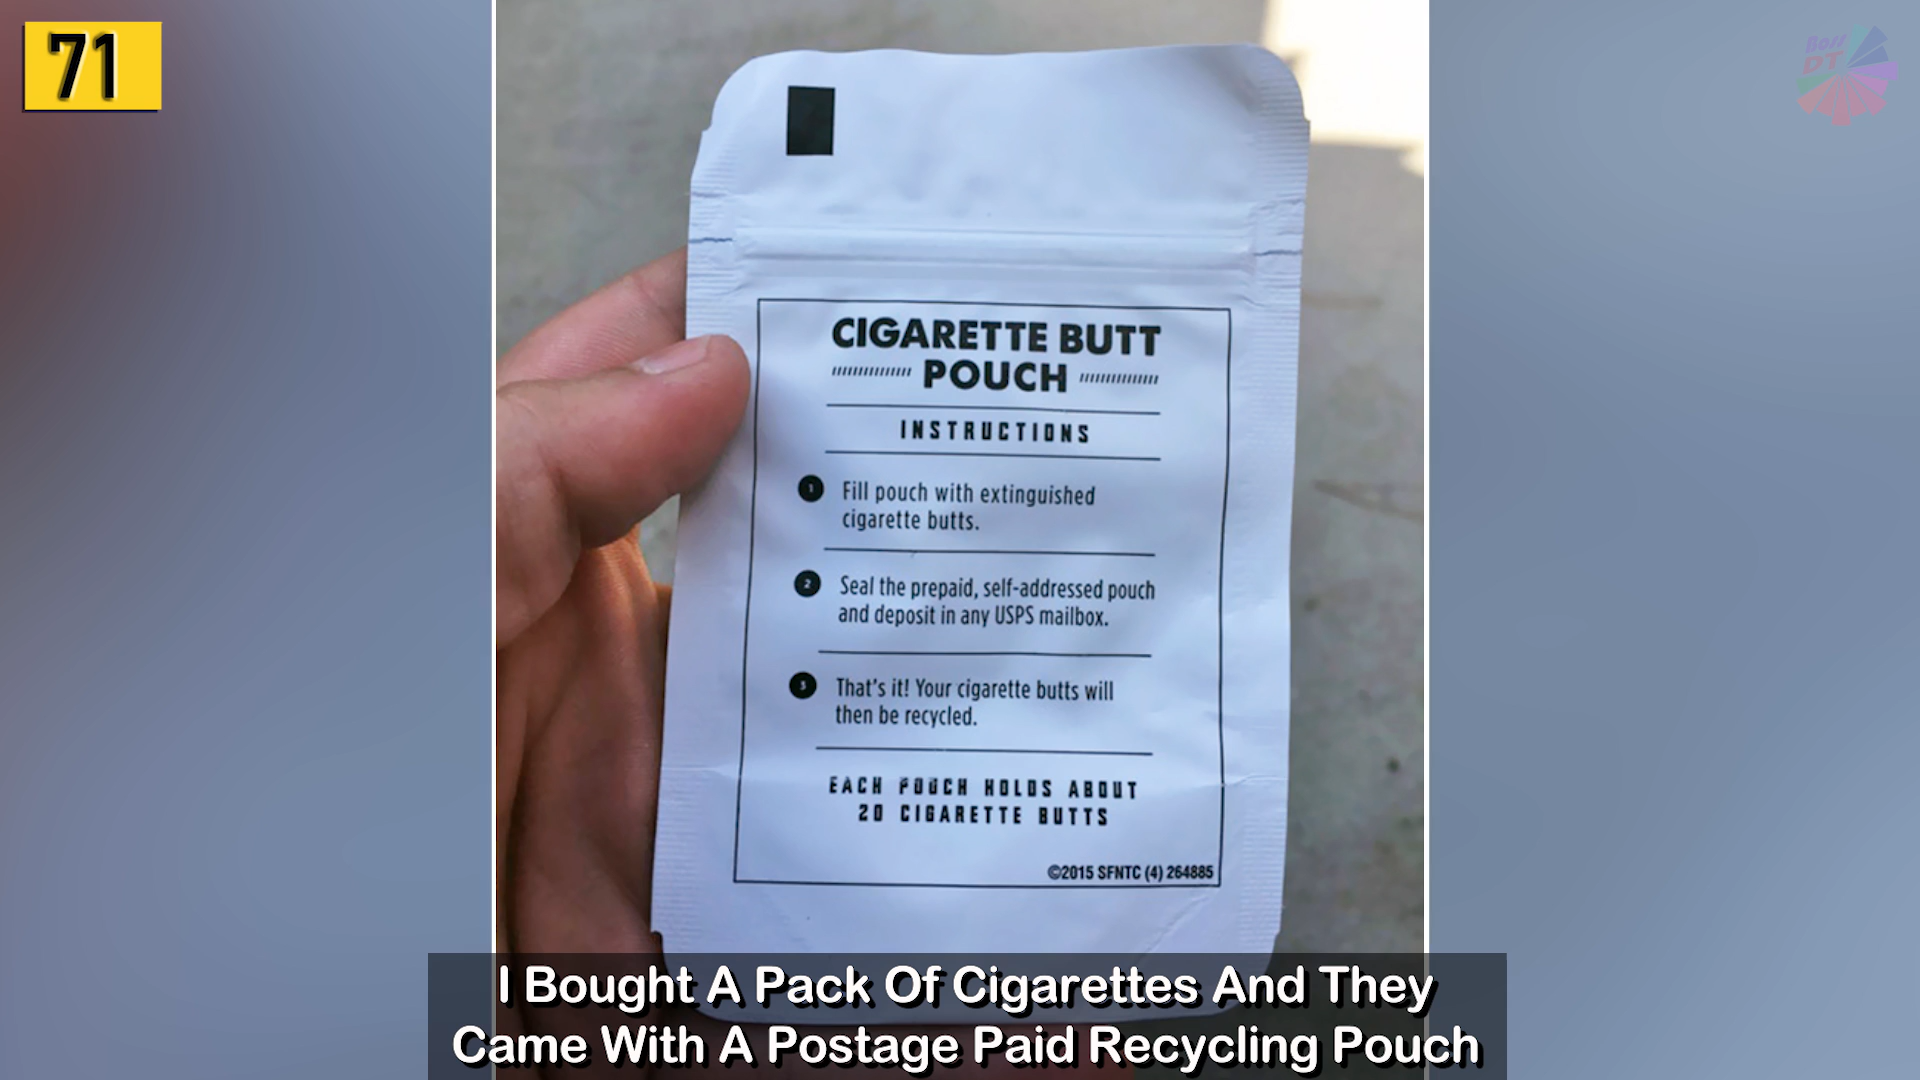 71
Boss
DT
CIGARETTE BUTT
POUCH
INSTRUCTIONS
1 Fill pouch with extinguished
cigarette butts.
2 Seal the prepaid, self-addressed pouch
and deposit in any USPS mailbox.
3 That's it! Your cigarette butts will
then be recycled.
EACH POUCH HOLDS ABOUT
20 CIGARETTE BUTTS
©2015 SFNTC (4) 264885
I Bought A Pack Of Cigarettes And They
Came With A Postage Paid Recycling Pouch